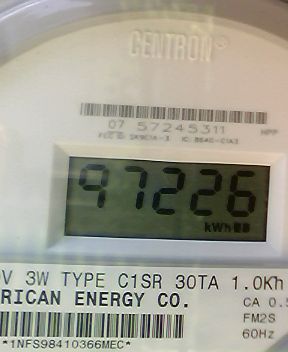 CENTRON
07 57245311 HPP
97226
kWh
V 3W TYPE C1SR 30TA 1.0Kh
RICAN ENERGY CO.
CA 0.5
FM2S
60Hz
*1NFS98410366MEC*